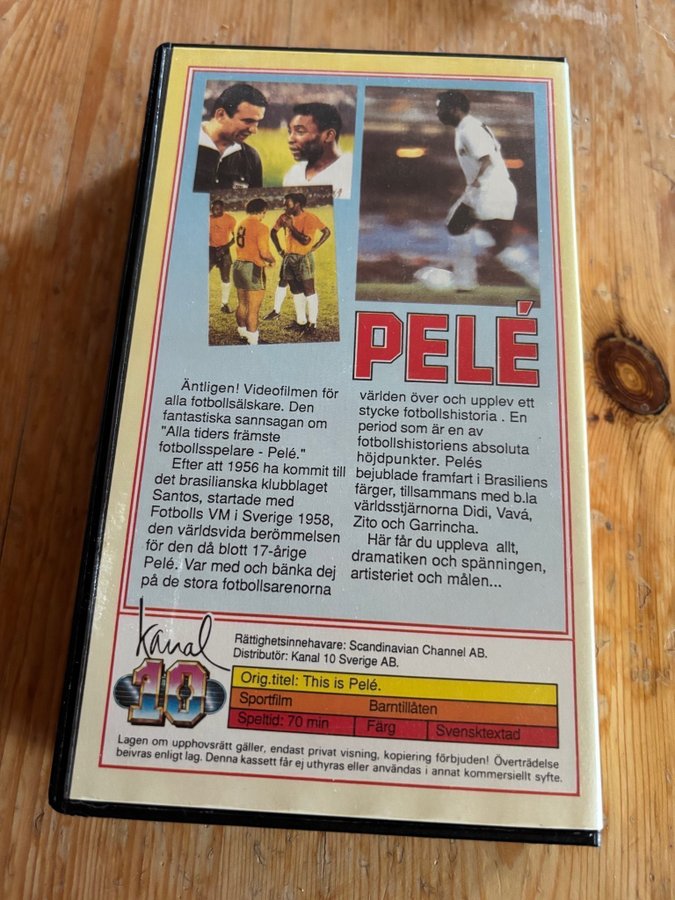 8
PELÉ
Äntligen! Videofilmen för
alla fotbollsälskare. Den
fantastiska sannsagan om
"Alla tiders främste
fotbollsspelare - Pelé."
Efter att 1956 ha kommit till
det brasilianska klubblaget
Santos, startade med
Fotbolls VM i Sverige 1958,
den världsvida berömmelsen
för den då blott 17-årige
Pelé. Var med och bänka dej
på de stora fotbollsarenorna
världen över och upplev ett
stycke fotbollshistoria . En
period som är en av
fotbollshistoriens absoluta
höjdpunkter. Pelés
bejublade framfart i Brasiliens
färger, tillsammans med b.la
världsstjärnorna Didi, Vavá,
Zito och Garrincha.
Här får du uppleva allt,
dramatiken och spänningen,
artisteriet och målen...
kanal
10
Rättighetsinnehavare: Scandinavian Channel AB.
Distributör: Kanal 10 Sverige AB.
Orig.titel: This is Pelé.
Sportfilm Barntillåten
Speltid: 70 min Färg Svensktextad
Lagen om upphovsrätt gäller, endast privat visning, kopiering förbjuden! Överträdelse
beivras enligt lag. Denna kassett får ej uthyras eller användas i annat kommersiellt syfte.